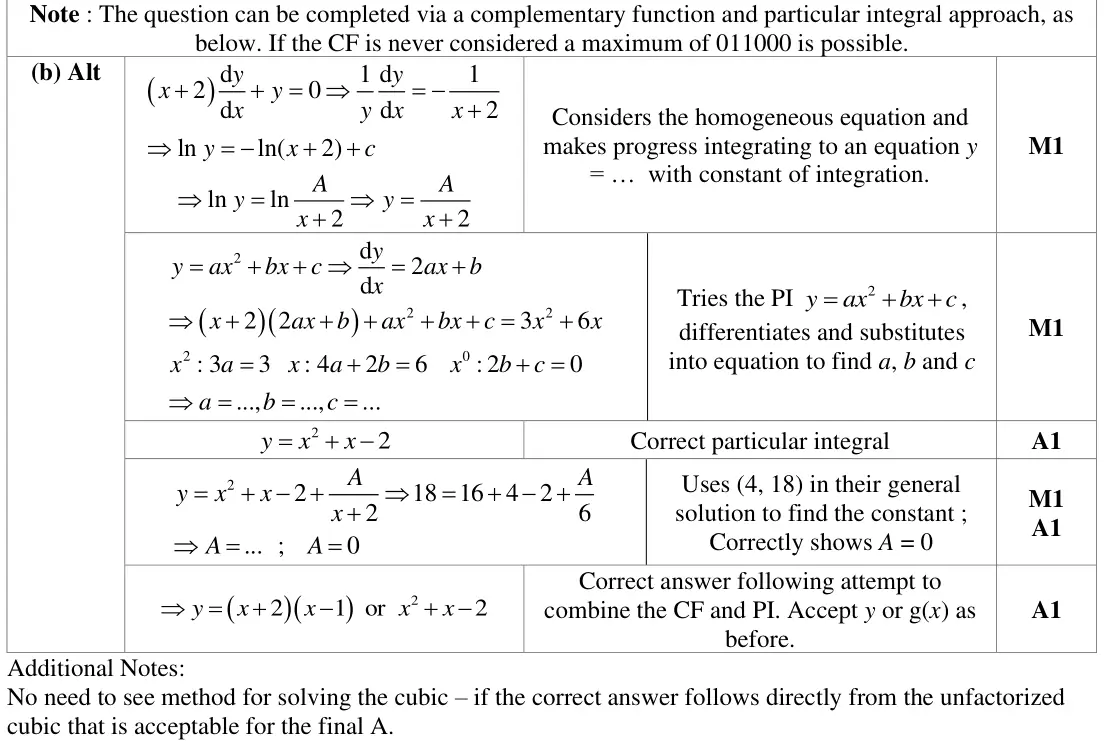 Note : The question can be completed via a complementary function and particular integral approach, as
below. If the CF is never considered a maximum of 011000 is possible.
(b) Alt
(x+2) dy/dx + y = 0 ⇒ 1/y dy/dx = − 1/(x+2)
⇒ ln y = −ln(x+2)+c
⇒ ln y = ln A/(x+2) ⇒ y = A/(x+2)
Considers the homogeneous equation and
makes progress integrating to an equation y
= … with constant of integration.
M1
y = ax² + bx + c ⇒ dy/dx = 2ax + b
⇒ (x+2)(2ax+b)+ax²+bx+c = 3x²+6x
x² : 3a = 3 x : 4a + 2b = 6 x⁰ : 2b + c = 0
⇒ a = ..., b = ..., c = ...
Tries the PI y = ax² + bx + c ,
differentiates and substitutes
into equation to find a, b and c
M1
y = x² + x − 2
Correct particular integral
A1
y = x² + x − 2 + A/(x+2) ⇒ 18 = 16 + 4 − 2 + A/6
⇒ A = ... ; A = 0
Uses (4, 18) in their general
solution to find the constant ;
Correctly shows A = 0
M1
A1
⇒ y = (x+2)(x−1) or x² + x − 2
Correct answer following attempt to
combine the CF and PI. Accept y or g(x) as
before.
A1
Additional Notes:
No need to see method for solving the cubic – if the correct answer follows directly from the unfactorized
cubic that is acceptable for the final A.